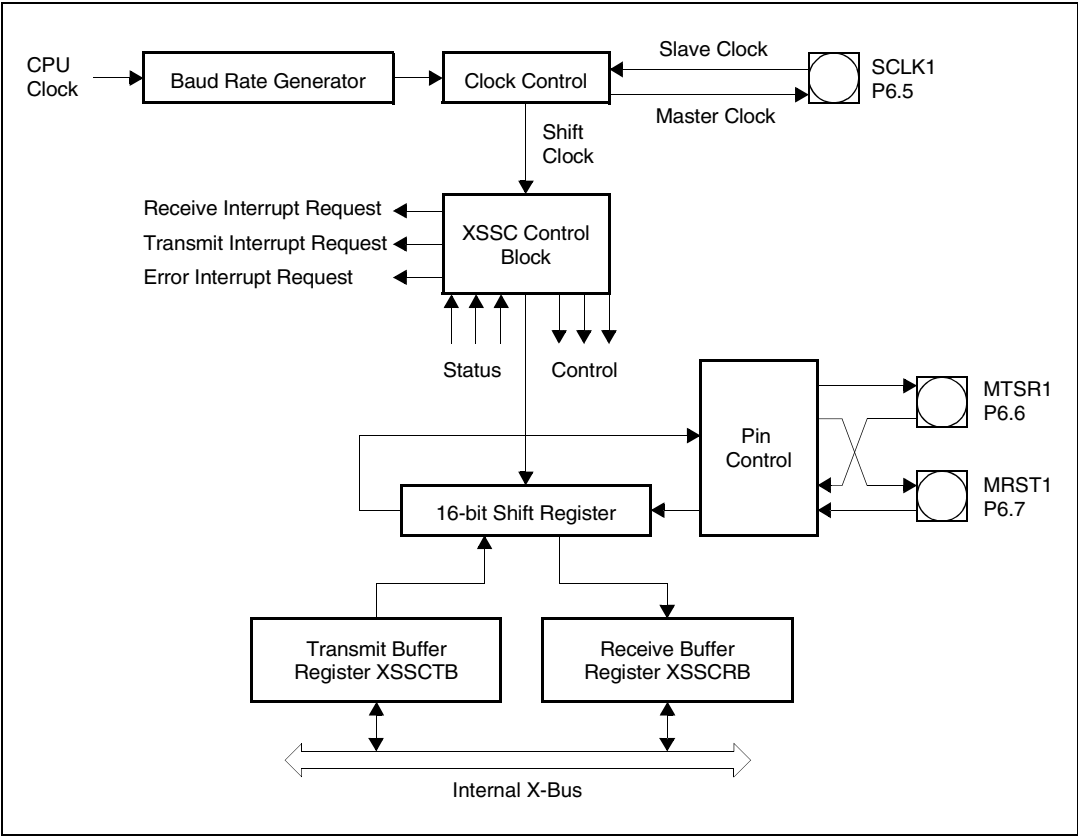 CPU
Clock
Baud Rate Generator
Clock Control
Slave Clock
Master Clock
SCLK1
P6.5
Shift
Clock
Receive Interrupt Request
Transmit Interrupt Request
Error Interrupt Request
XSSC Control
Block
Status
Control
Pin
Control
MTSR1
P6.6
MRST1
P6.7
16-bit Shift Register
Transmit Buffer
Register XSSCTB
Receive Buffer
Register XSSCRB
Internal X-Bus